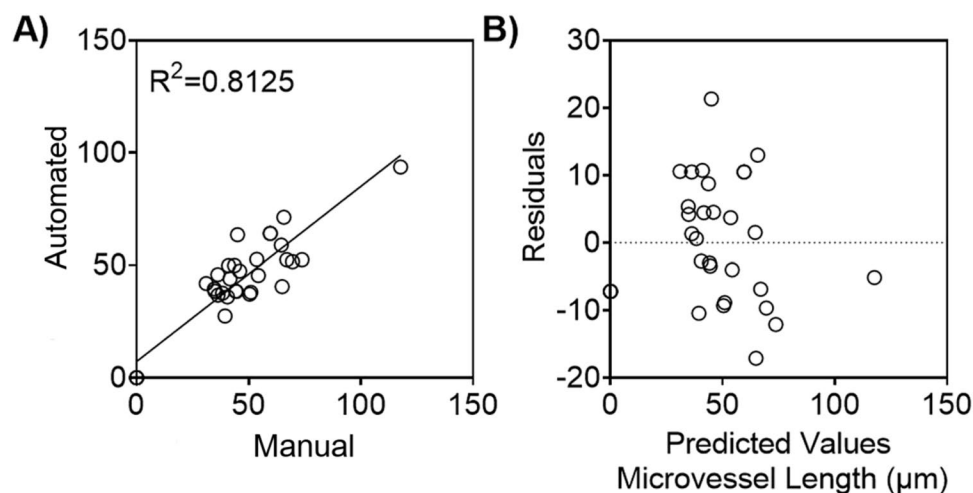 A)
150
100
50
0
R²=0.8125
Automated
0 50 100 150
Manual
B)
30
20
10
0
-10
-20
Residuals
0 50 100 150
Predicted Values
Microvessel Length (μm)